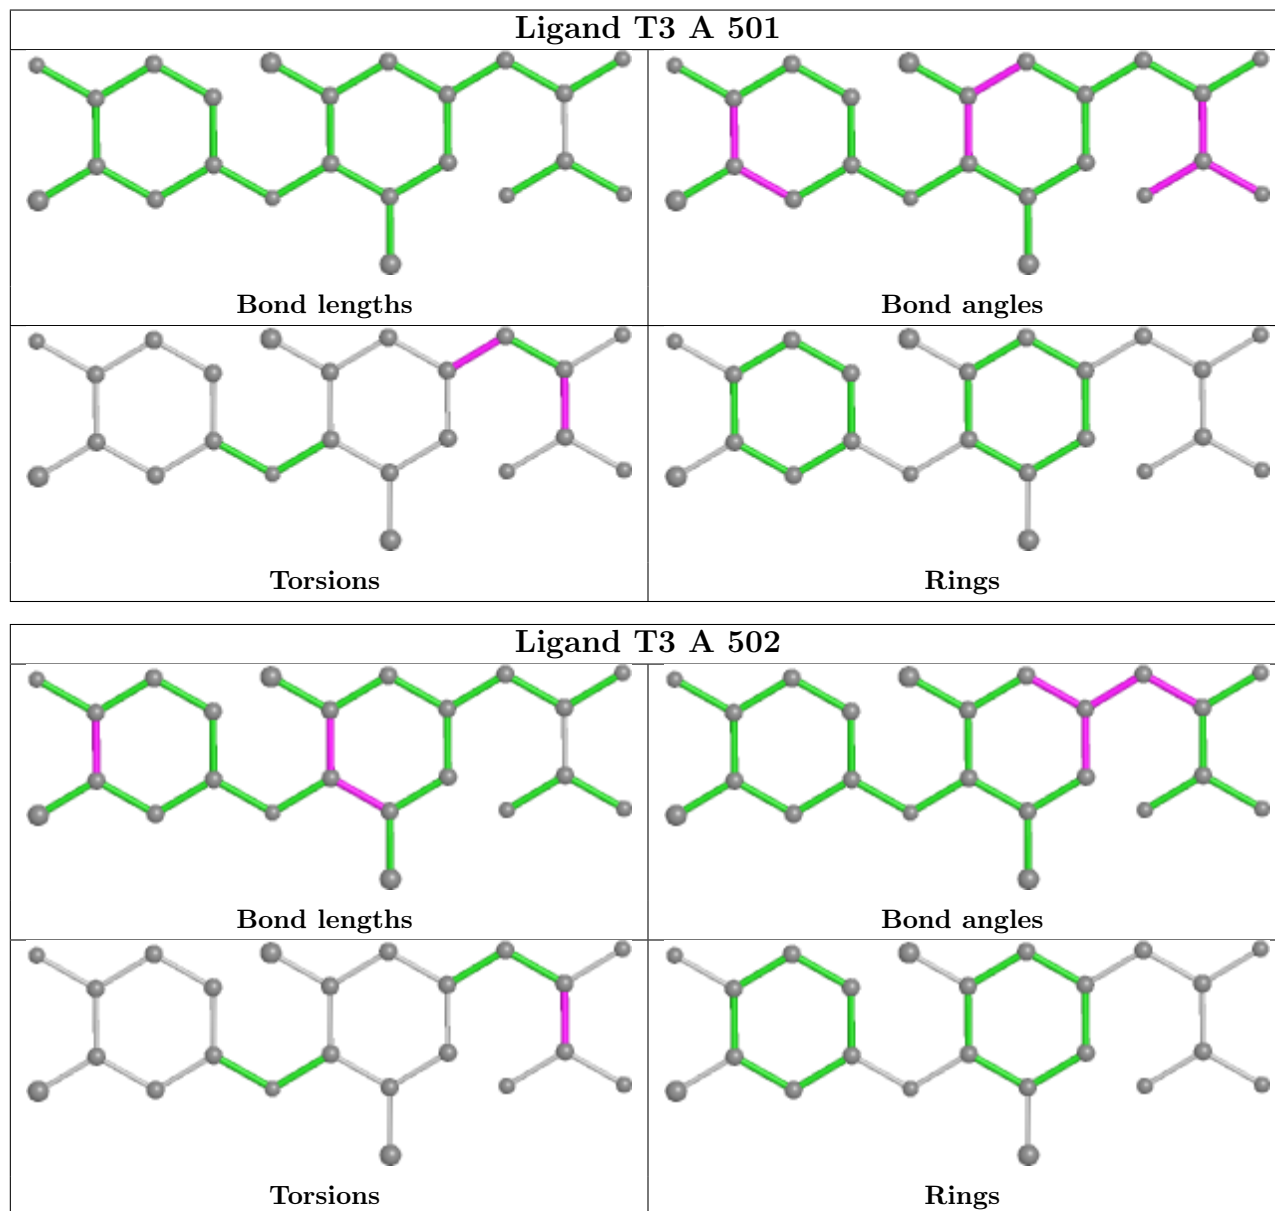 Ligand T3 A 501
Bond lengths
Bond angles
Torsions
Rings
Ligand T3 A 502
Bond lengths
Bond angles
Torsions
Rings